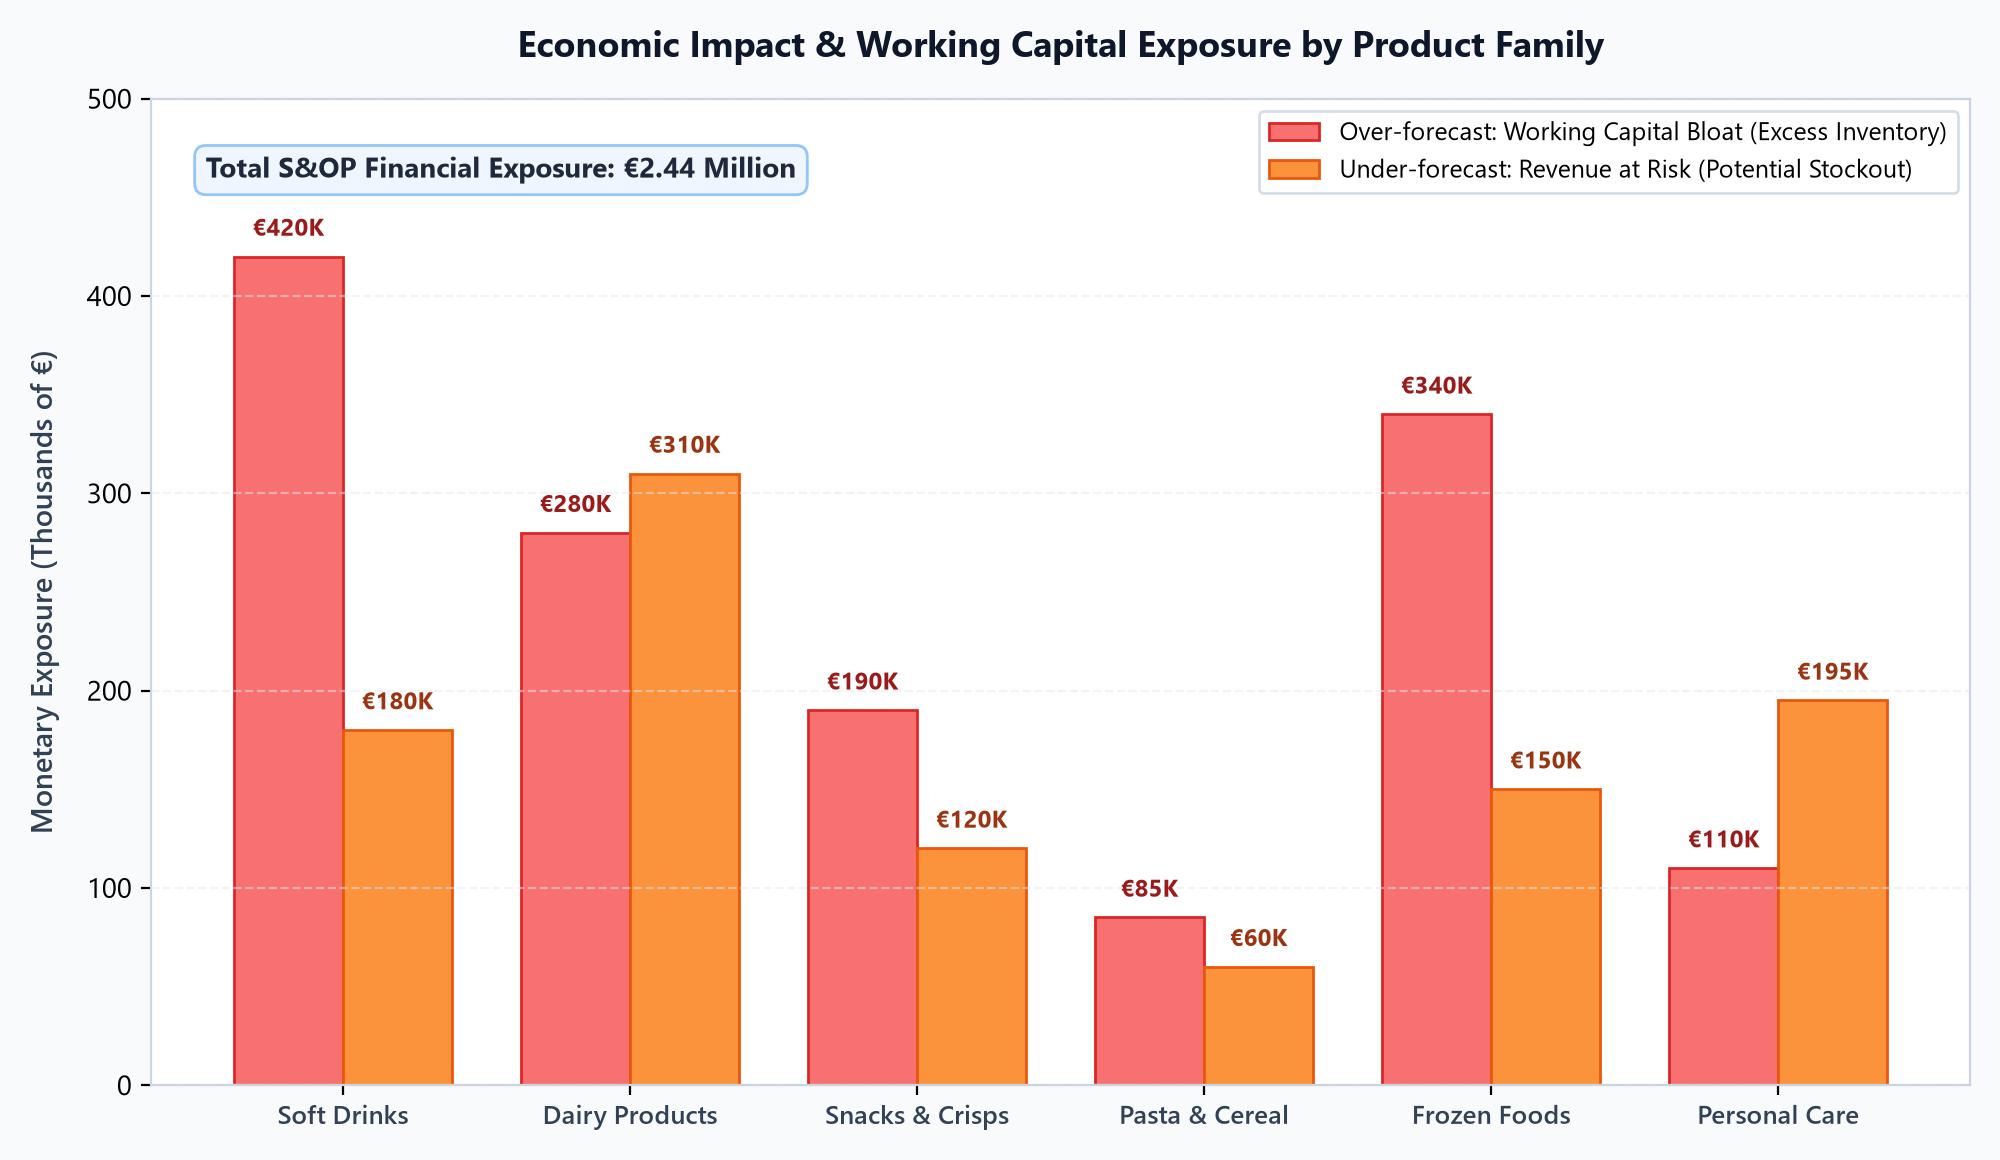 Economic Impact & Working Capital Exposure by Product Family
Over-forecast: Working Capital Bloat (Excess Inventory)
Under-forecast: Revenue at Risk (Potential Stockout)
Total S&OP Financial Exposure: €2.44 Million
Monetary Exposure (Thousands of €)
500
400
300
200
100
0
€420K
€180K
€280K
€310K
€190K
€120K
€85K
€60K
€340K
€150K
€110K
€195K
Soft Drinks
Dairy Products
Snacks & Crisps
Pasta & Cereal
Frozen Foods
Personal Care